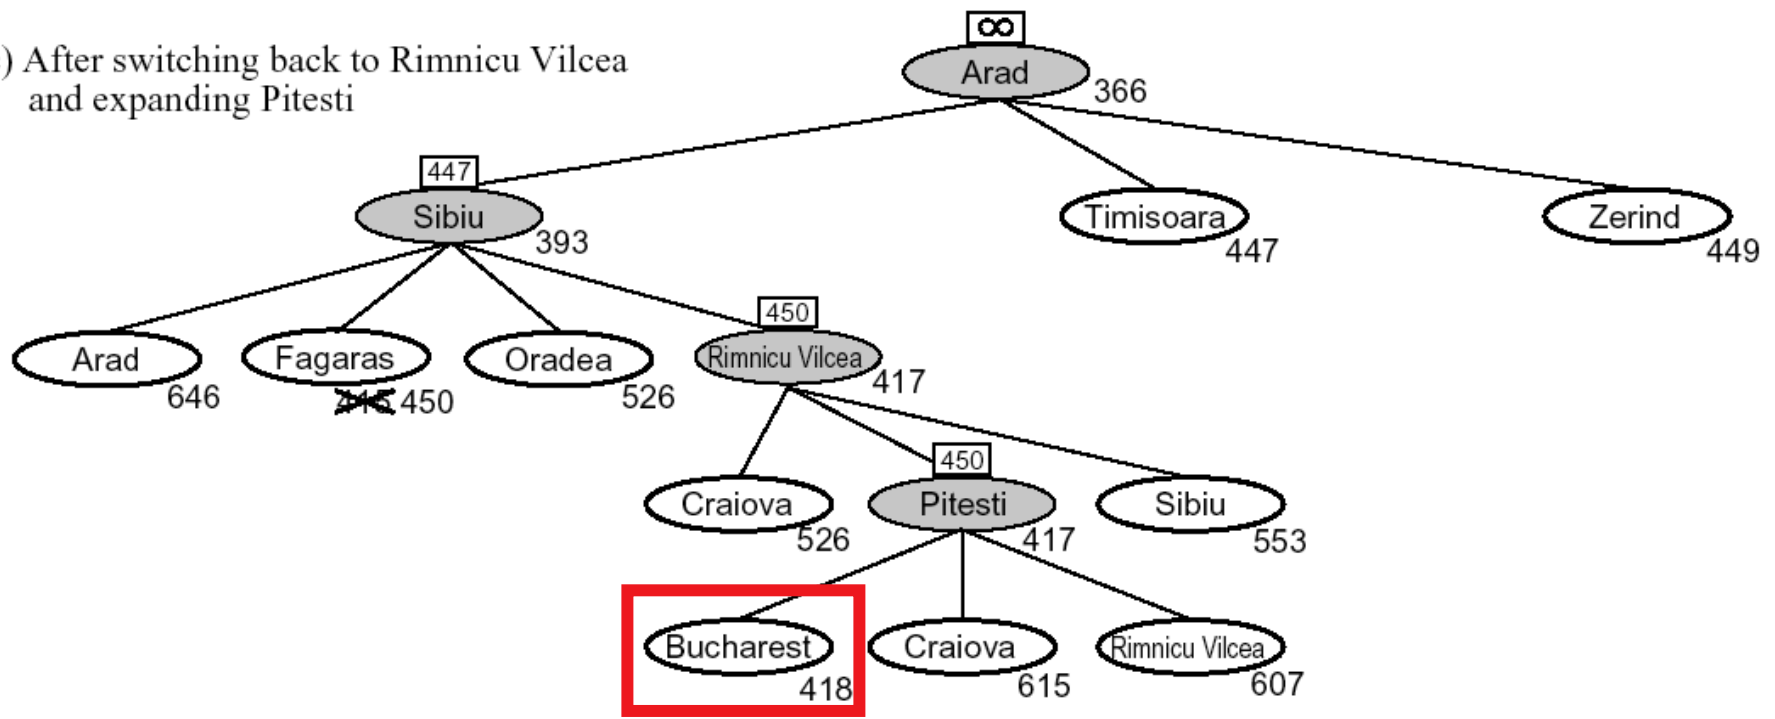 ) After switching back to Rimnicu Vilcea
and expanding Pitesti
∞
Arad
366
447
Sibiu
393
Timisoara
447
Zerind
449
Arad
646
Fagaras
450
Oradea
526
450
Rimnicu Vilcea
417
Craiova
526
450
Pitesti
417
Sibiu
553
Bucharest
418
Craiova
615
Rimnicu Vilcea
607